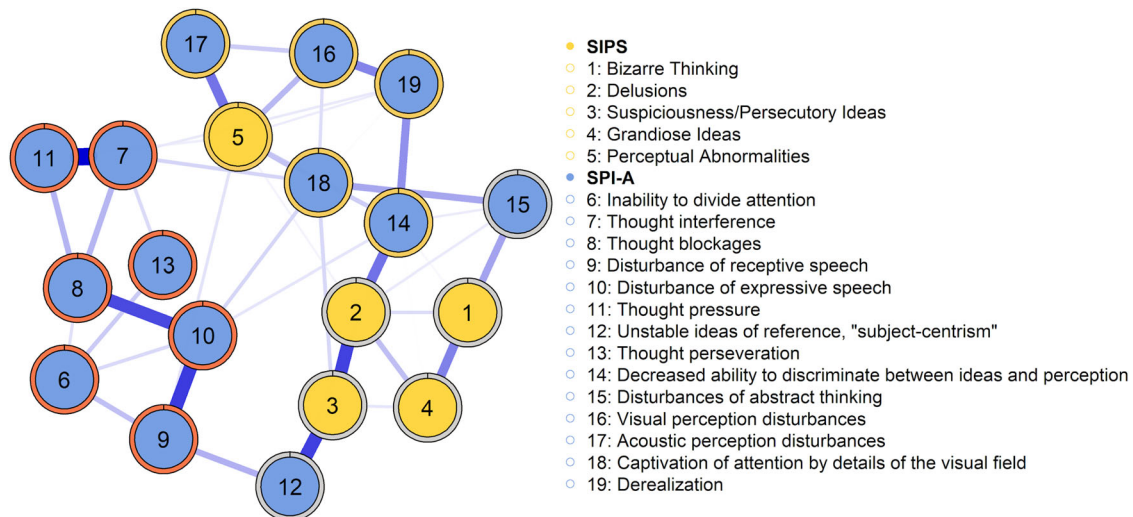 17
16
19
5
11
7
18
15
14
13
8
2
1
10
6
3
4
9
12
SIPS
1: Bizarre Thinking
2: Delusions
3: Suspiciousness/Persecutory Ideas
4: Grandiose Ideas
5: Perceptual Abnormalities
SPI-A
6: Inability to divide attention
7: Thought interference
8: Thought blockages
9: Disturbance of receptive speech
10: Disturbance of expressive speech
11: Thought pressure
12: Unstable ideas of reference, "subject-centrism"
13: Thought perseveration
14: Decreased ability to discriminate between ideas and perception
15: Disturbances of abstract thinking
16: Visual perception disturbances
17: Acoustic perception disturbances
18: Captivation of attention by details of the visual field
19: Derealization